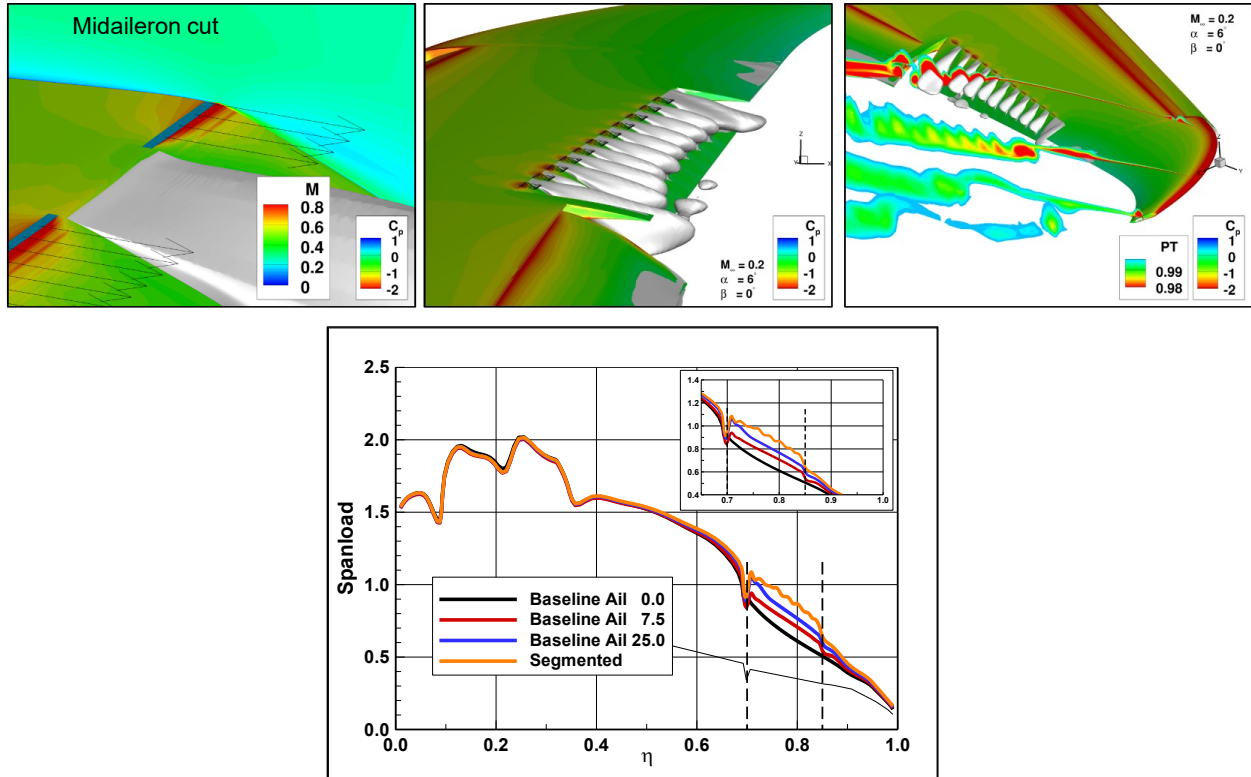 Midaileron cut
M
0.8
0.6
0.4
0.2
0
Cp
1
0
-1
-2
Z
Y
X
M∞ = 0.2
α = 6°
β = 0°
Cp
1
0
-1
-2
M∞ = 0.2
α = 6°
β = 0°
Z
Y
PT
0.99
0.98
Cp
1
0
-1
-2
Spanload
2.5
2.0
1.5
1.0
0.5
0.0
0.0 0.2 0.4 0.6 0.8 1.0
η
Baseline Ail 0.0
Baseline Ail 7.5
Baseline Ail 25.0
Segmented
1.4
1.2
1.0
0.8
0.6
0.4
0.7 0.8 0.9 1.0